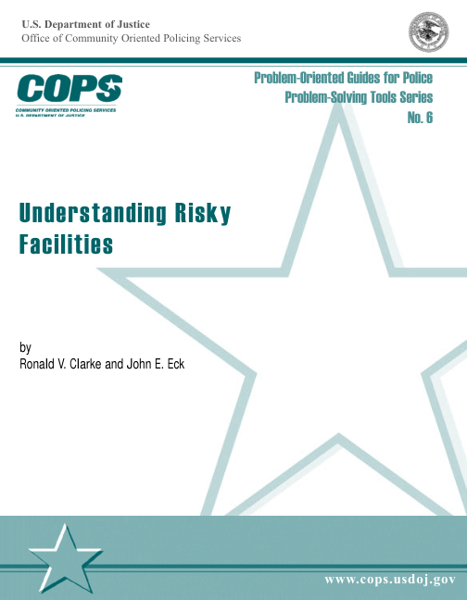 U.S. Department of Justice
Office of Community Oriented Policing Services
COPS
COMMUNITY ORIENTED POLICING SERVICES
U.S. DEPARTMENT OF JUSTICE
Problem-Oriented Guides for Police
Problem-Solving Tools Series
No. 6
Understanding Risky
Facilities
by
Ronald V. Clarke and John E. Eck
www.cops.usdoj.gov